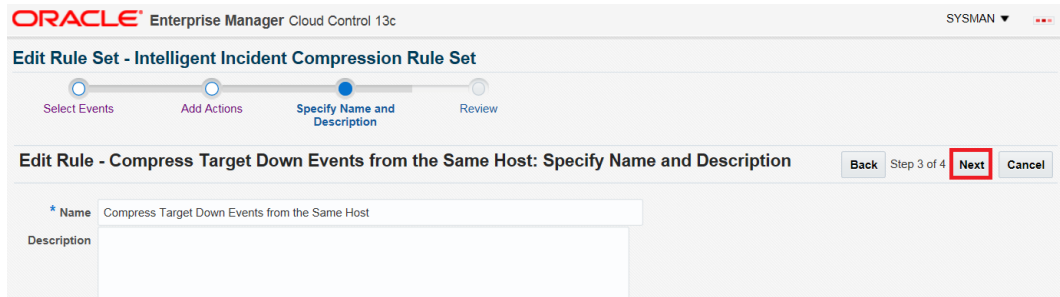 ORACLE Enterprise Manager Cloud Control 13c SYSMAN
Edit Rule Set - Intelligent Incident Compression Rule Set
Select Events Add Actions Specify Name and Description Review
Edit Rule - Compress Target Down Events from the Same Host: Specify Name and Description Back Step 3 of 4 Next Cancel
* Name Compress Target Down Events from the Same Host
Description